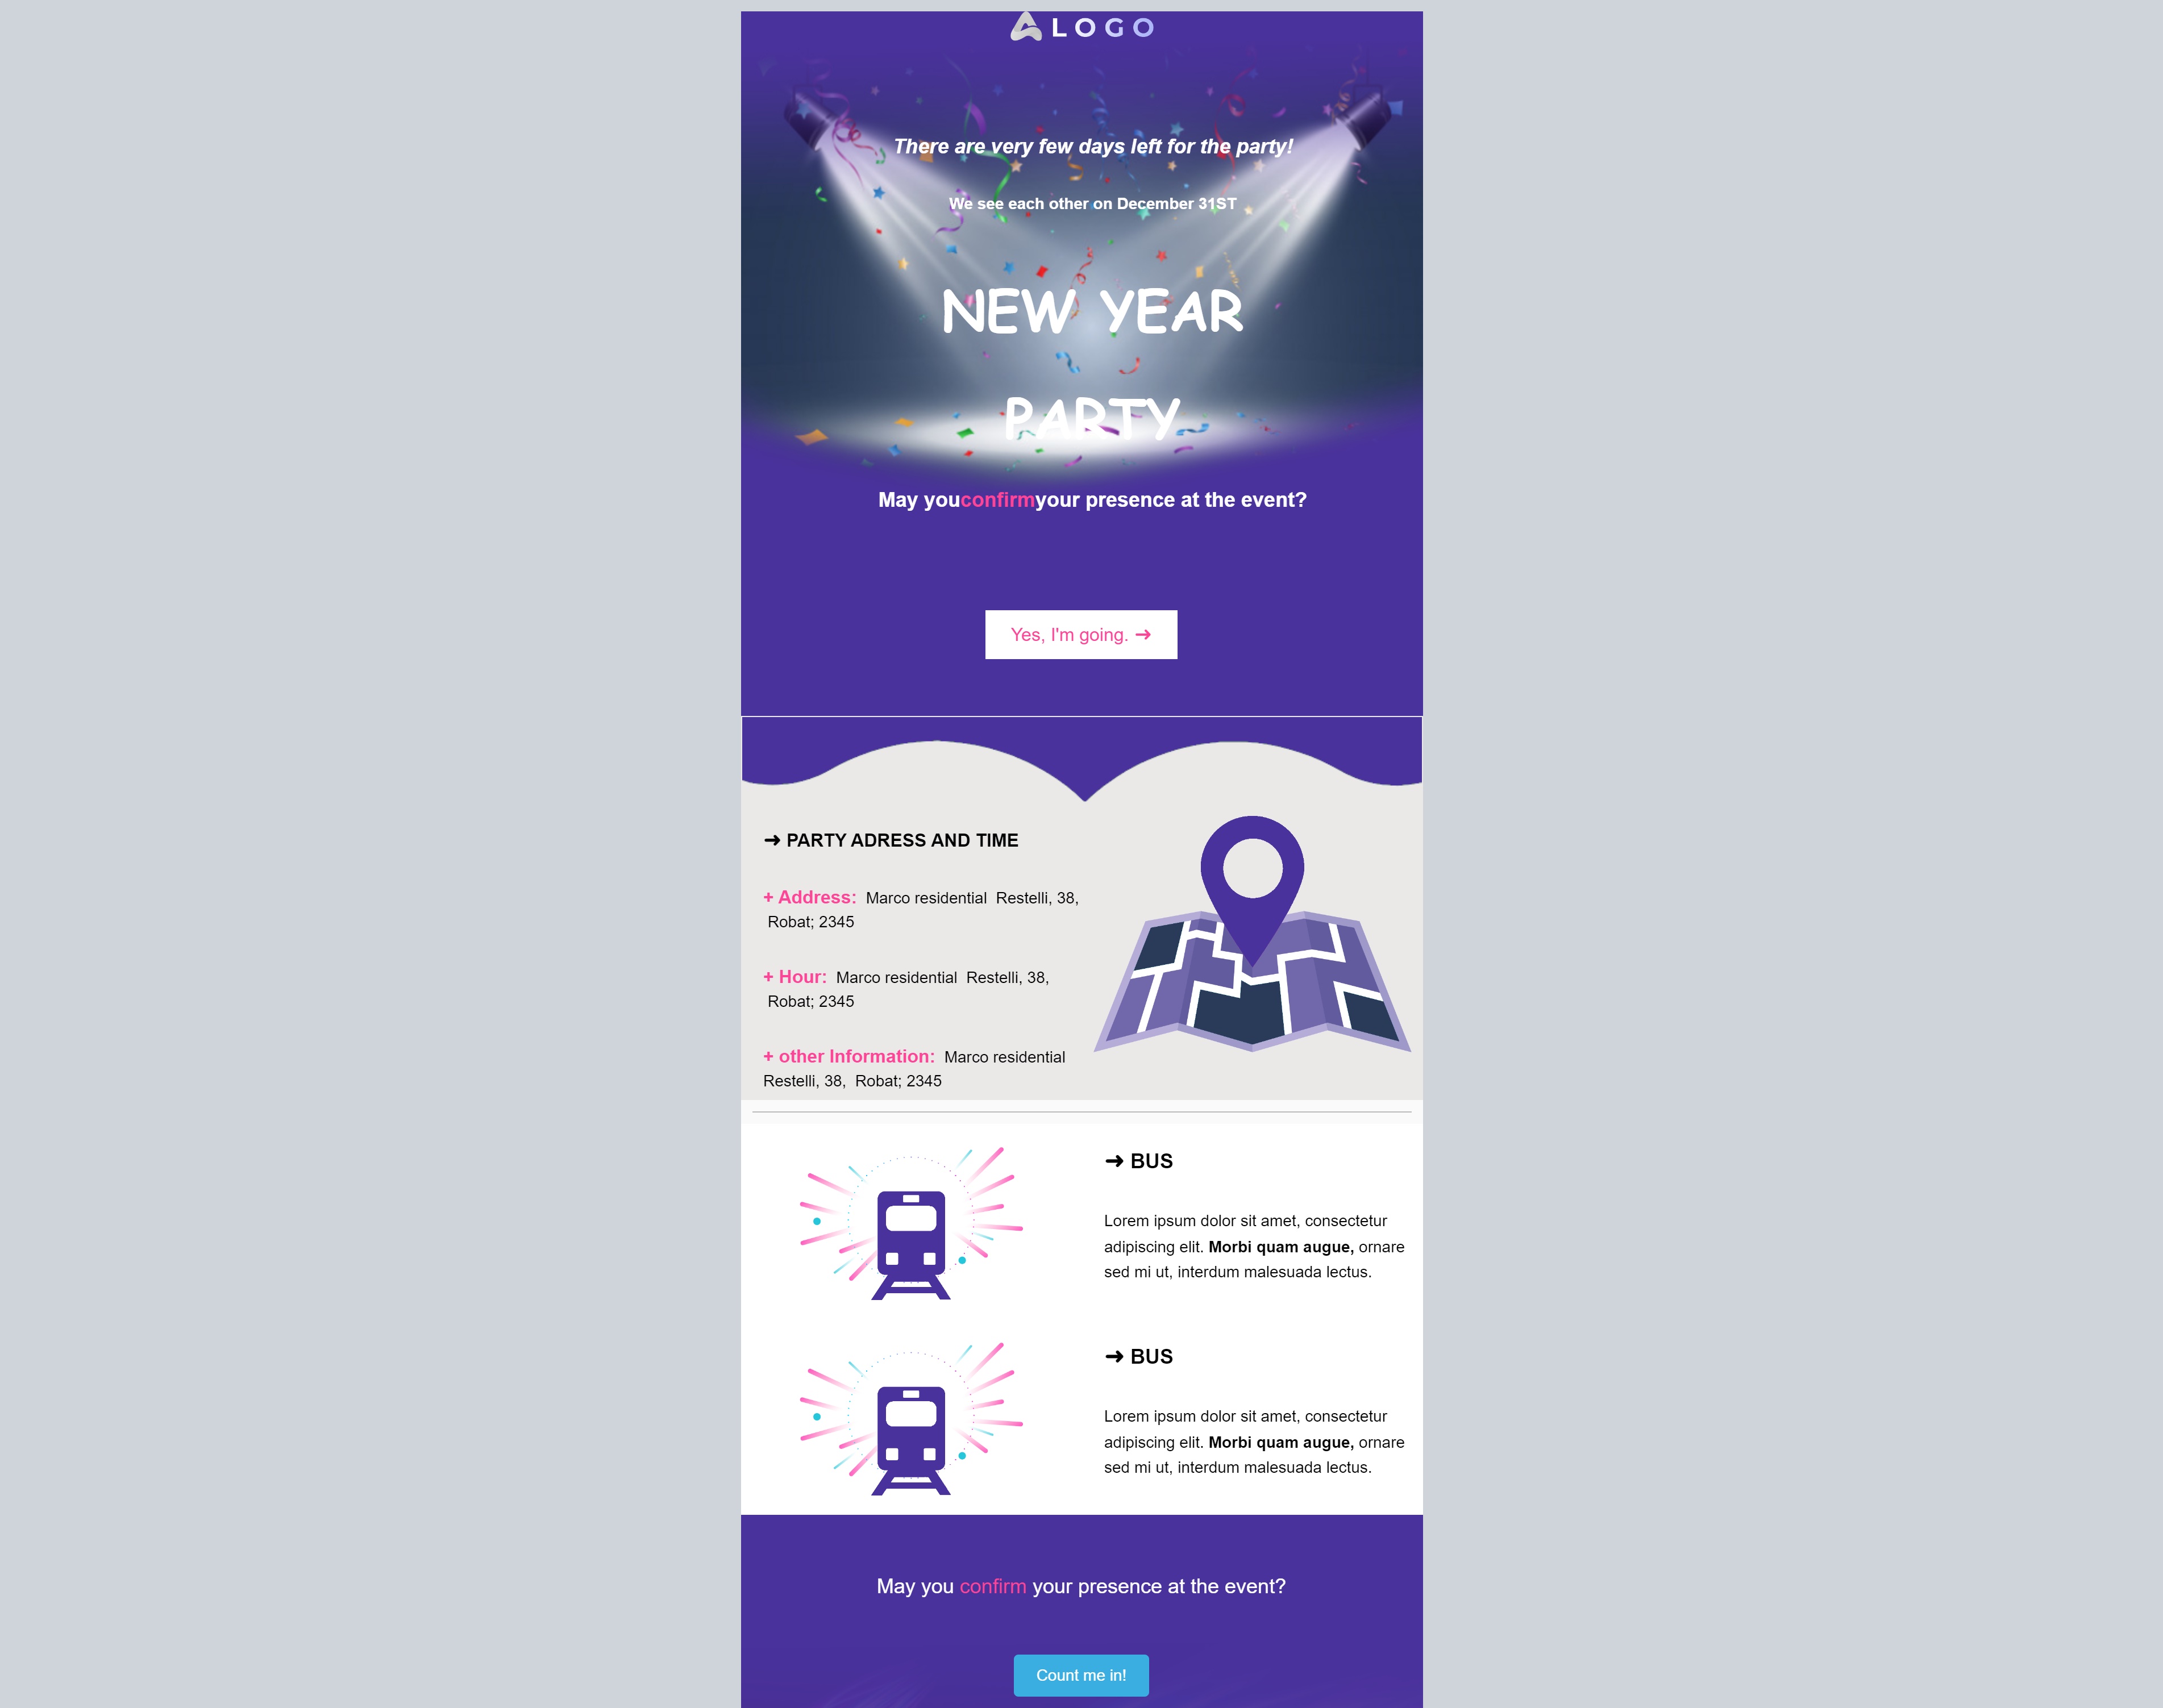 LOGO
There are very few days left for the party!
We see each other on December 31ST
NEW YEAR
PARTY
May youconfirmyour presence at the event?
Yes, I'm going. ➜
➜ PARTY ADRESS AND TIME
+ Address: Marco residential Restelli, 38,
Robat; 2345
+ Hour: Marco residential Restelli, 38,
Robat; 2345
+ other Information: Marco residential
Restelli, 38, Robat; 2345
➜ BUS
Lorem ipsum dolor sit amet, consectetur
adipiscing elit. Morbi quam augue, ornare
sed mi ut, interdum malesuada lectus.
➜ BUS
Lorem ipsum dolor sit amet, consectetur
adipiscing elit. Morbi quam augue, ornare
sed mi ut, interdum malesuada lectus.
May you confirm your presence at the event?
Count me in!